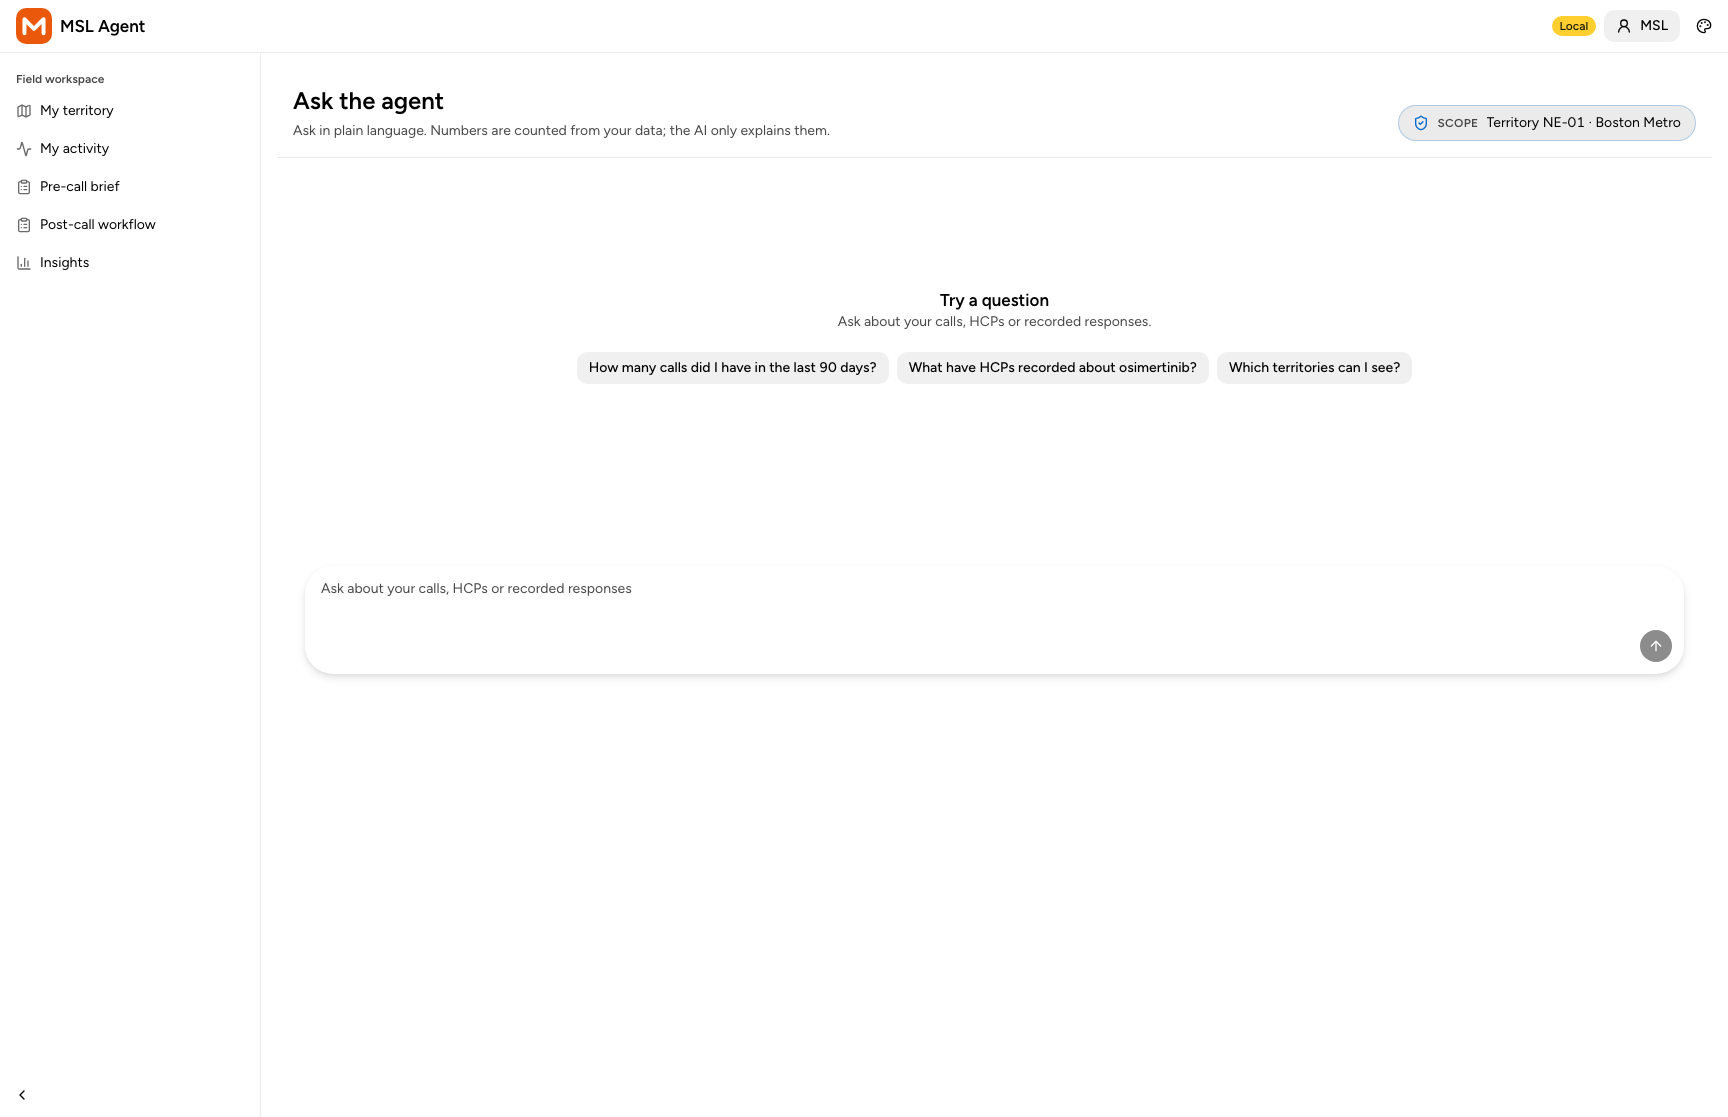 MSL Agent
Local
MSL
Field workspace
My territory
My activity
Pre-call brief
Post-call workflow
Insights
Ask the agent
Ask in plain language. Numbers are counted from your data; the AI only explains them.
SCOPE Territory NE-01 · Boston Metro
Try a question
Ask about your calls, HCPs or recorded responses.
How many calls did I have in the last 90 days?
What have HCPs recorded about osimertinib?
Which territories can I see?
Ask about your calls, HCPs or recorded responses